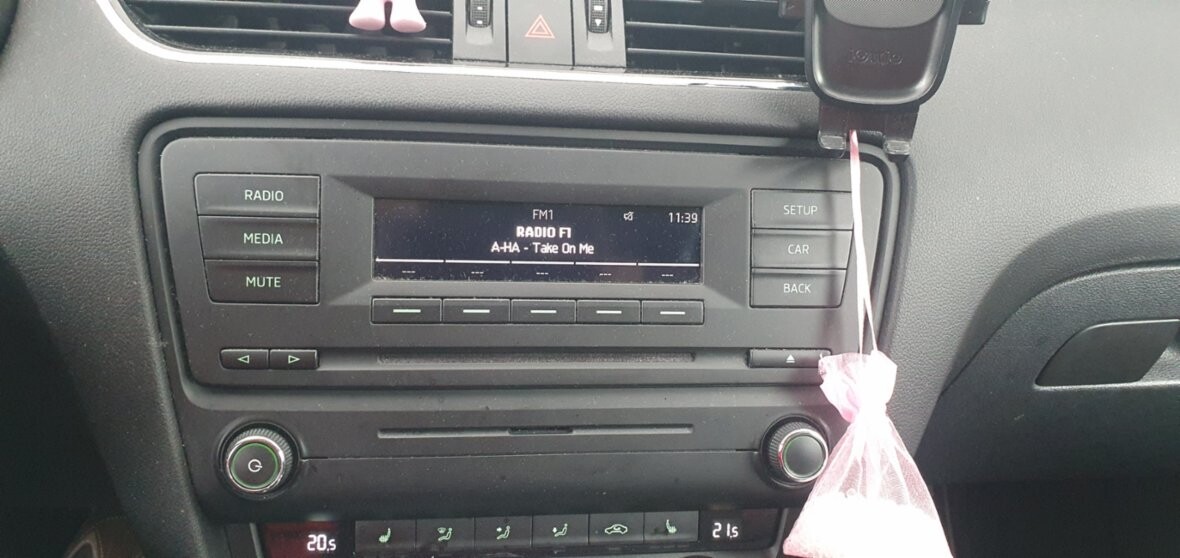 RADIO
MEDIA
MUTE
FM1
11:39
RADIO F1
A-HA - Take On Me
--- --- --- --- ---
SETUP
CAR
BACK
20,5
21,5